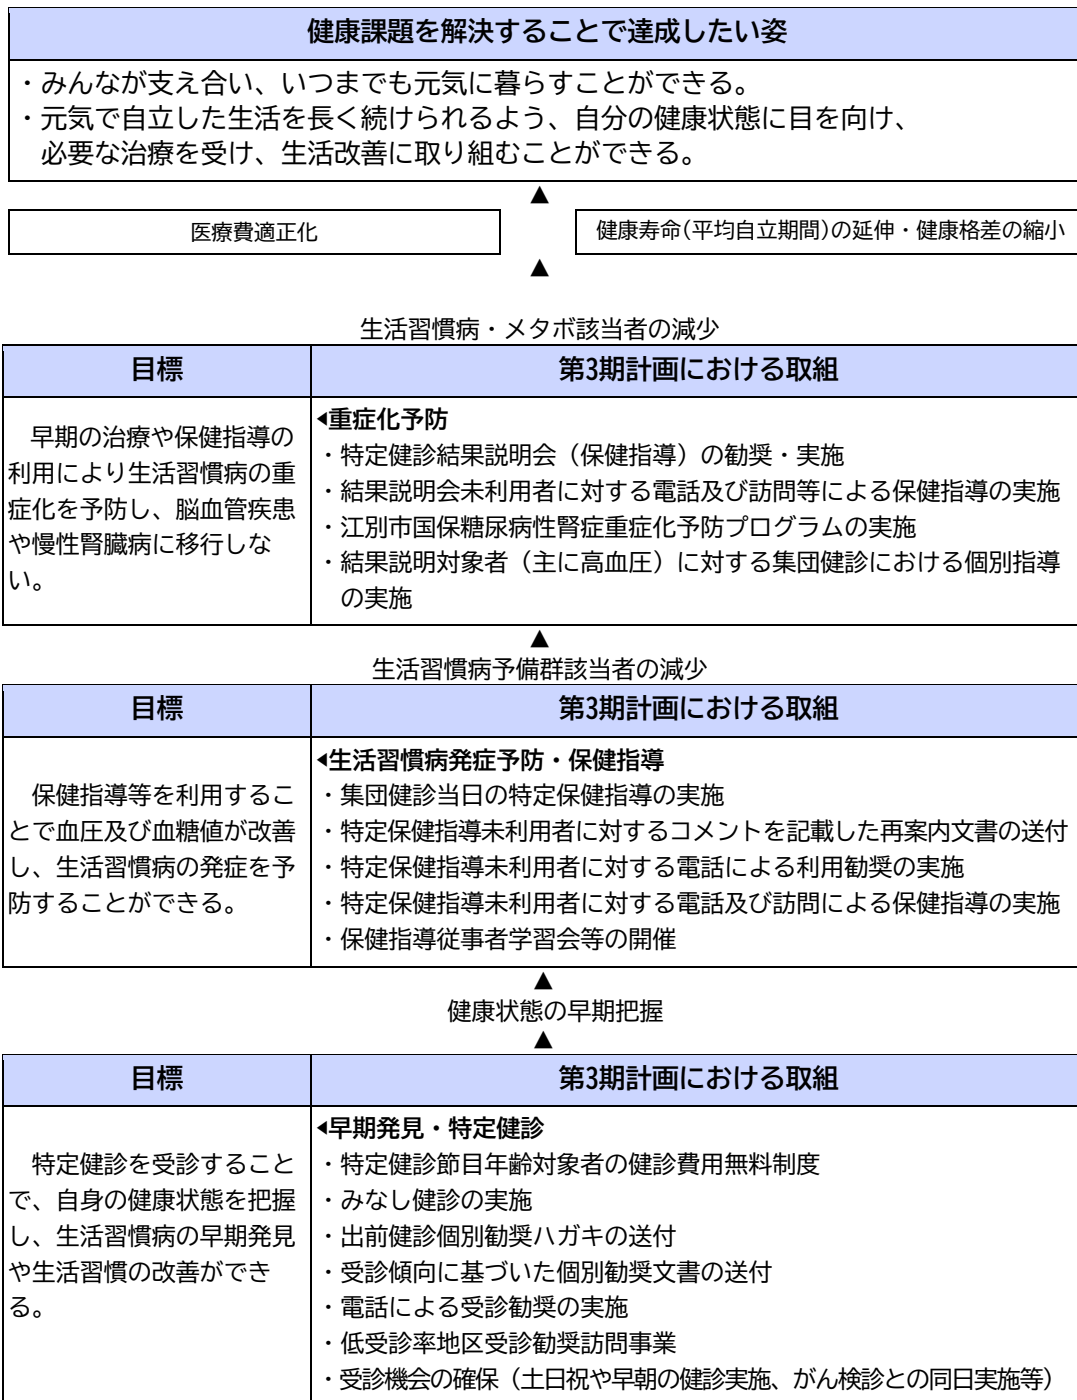 健康課題を解決することで達成したい姿
・みんなが支え合い、いつまでも元気に暮らすことができる。
・元気で自立した生活を長く続けられるよう、自分の健康状態に目を向け、
必要な治療を受け、生活改善に取り組むことができる。
▲
医療費適正化
健康寿命(平均自立期間)の延伸・健康格差の縮小
▲
生活習慣病・メタボ該当者の減少
目標
第3期計画における取組
早期の治療や保健指導の
利用により生活習慣病の重
症化を予防し、脳血管疾患
や慢性腎臓病に移行しな
い。
◀重症化予防
・特定健診結果説明会（保健指導）の勧奨・実施
・結果説明会未利用者に対する電話及び訪問等による保健指導の実施
・江別市国保糖尿病性腎症重症化予防プログラムの実施
・結果説明対象者（主に高血圧）に対する集団健診における個別指導
の実施
▲
生活習慣病予備群該当者の減少
目標
第3期計画における取組
保健指導等を利用するこ
とで血圧及び血糖値が改善
し、生活習慣病の発症を予
防することができる。
◀生活習慣病発症予防・保健指導
・集団健診当日の特定保健指導の実施
・特定保健指導未利用者に対するコメントを記載した再案内文書の送付
・特定保健指導未利用者に対する電話による利用勧奨の実施
・特定保健指導未利用者に対する電話及び訪問による保健指導の実施
・保健指導従事者学習会等の開催
▲
健康状態の早期把握
▲
目標
第3期計画における取組
特定健診を受診すること
で、自身の健康状態を把握
し、生活習慣病の早期発見
や生活習慣の改善ができ
る。
◀早期発見・特定健診
・特定健診節目年齢対象者の健診費用無料制度
・みなし健診の実施
・出前健診個別勧奨ハガキの送付
・受診傾向に基づいた個別勧奨文書の送付
・電話による受診勧奨の実施
・低受診率地区受診勧奨訪問事業
・受診機会の確保（土日祝や早朝の健診実施、がん検診との同日実施等）